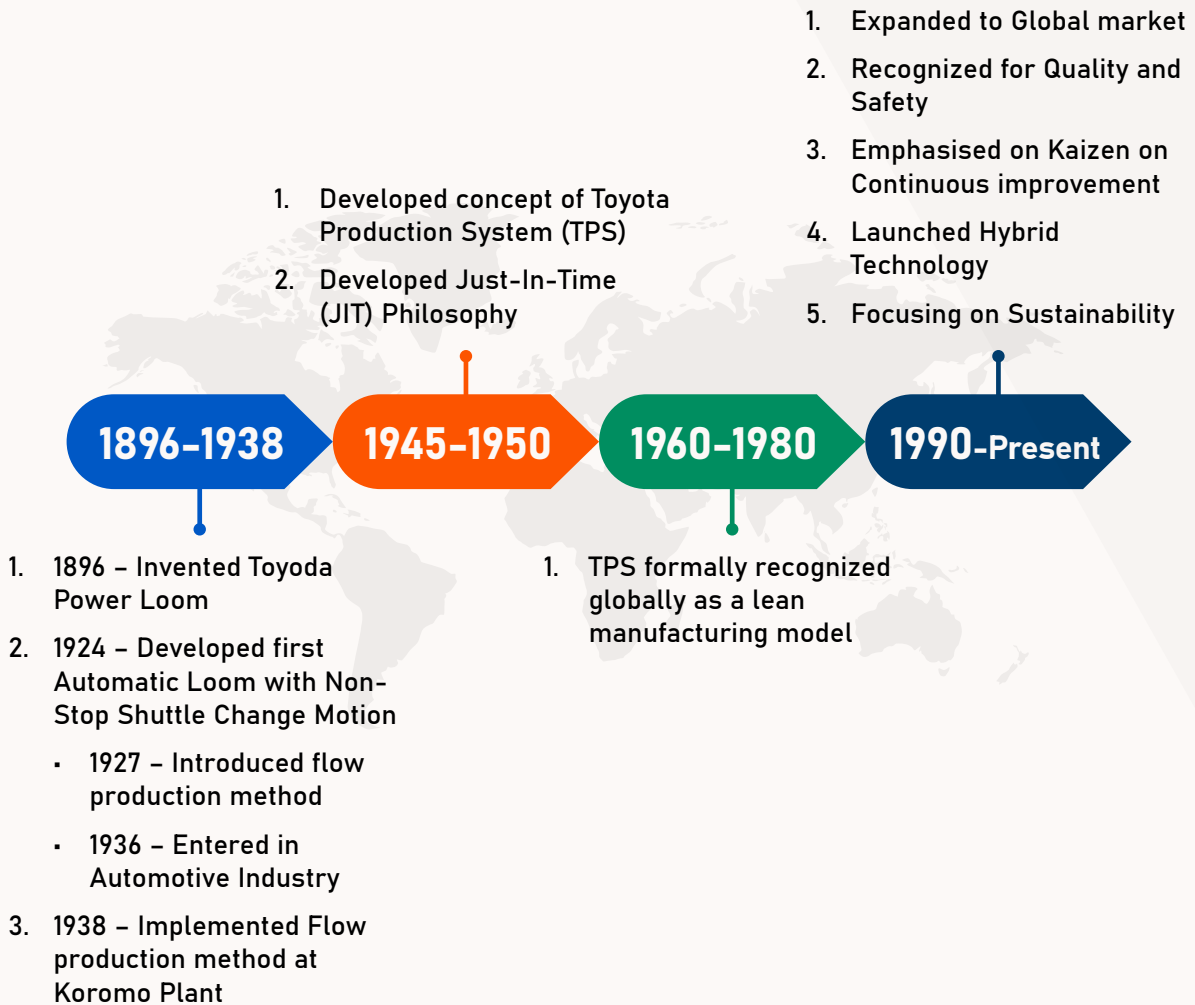 1. Expanded to Global market
2. Recognized for Quality and
Safety
3. Emphasised on Kaizen on
Continuous improvement
4. Launched Hybrid
Technology
5. Focusing on Sustainability
1. Developed concept of Toyota
Production System (TPS)
2. Developed Just-In-Time
(JIT) Philosophy
1896-1938
1945-1950
1960-1980
1990-Present
1. 1896 – Invented Toyoda
Power Loom
2. 1924 – Developed first
Automatic Loom with Non-
Stop Shuttle Change Motion
▪ 1927 – Introduced flow
production method
▪ 1936 – Entered in
Automotive Industry
3. 1938 – Implemented Flow
production method at
Koromo Plant
1. TPS formally recognized
globally as a lean
manufacturing model